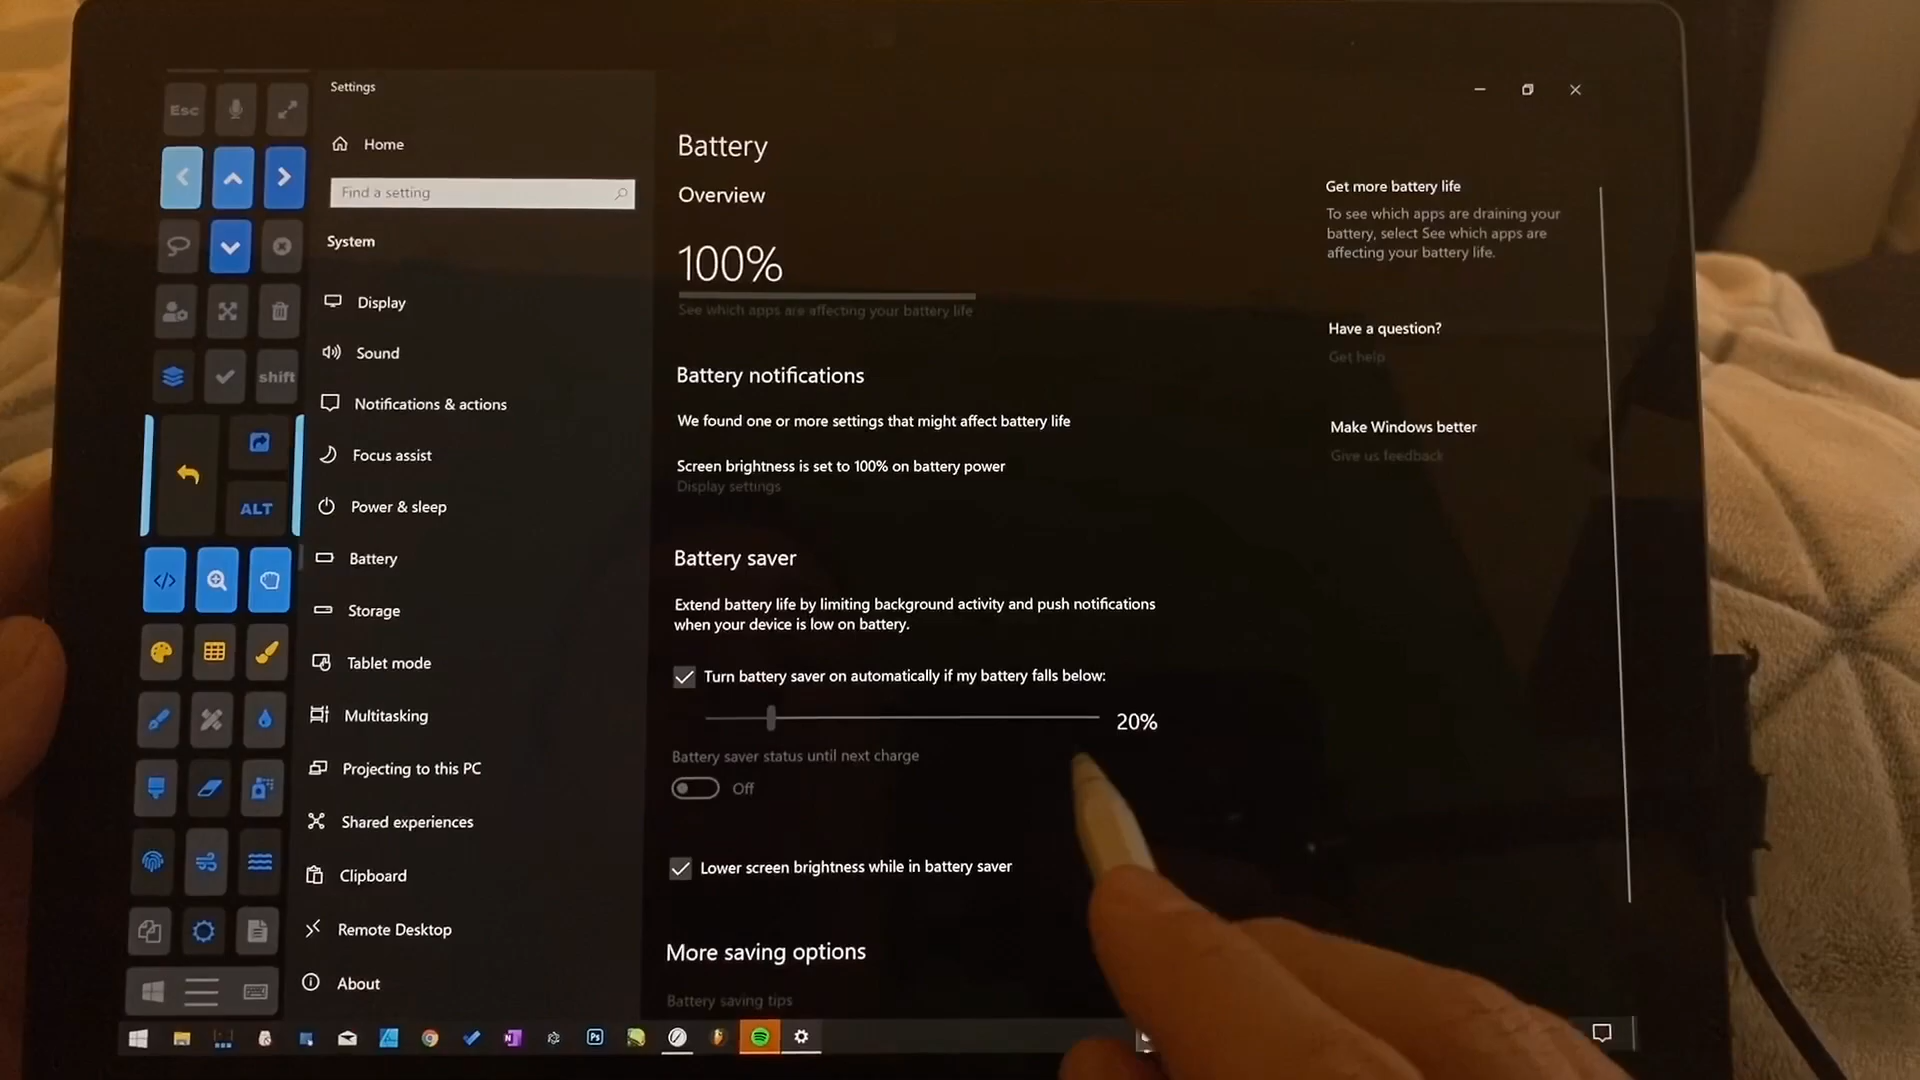 Settings
Esc
Home
Find a setting
System
Display
Sound
Notifications & actions
shift
Focus assist
Power & sleep
ALT
Battery
Storage
Tablet mode
Multitasking
Projecting to this PC
Shared experiences
Clipboard
Remote Desktop
About
Battery
Overview
100%
See which apps are affecting your battery life
Battery notifications
We found one or more settings that might affect battery life
Screen brightness is set to 100% on battery power
Display settings
Battery saver
Extend battery life by limiting background activity and push notifications
when your device is low on battery.
Turn battery saver on automatically if my battery falls below:
20%
Battery saver status until next charge
Off
Lower screen brightness while in battery saver
More saving options
Battery saving tips
Get more battery life
To see which apps are draining your
battery, select See which apps are
affecting your battery life.
Have a question?
Get help
Make Windows better
Give us feedback
Ps